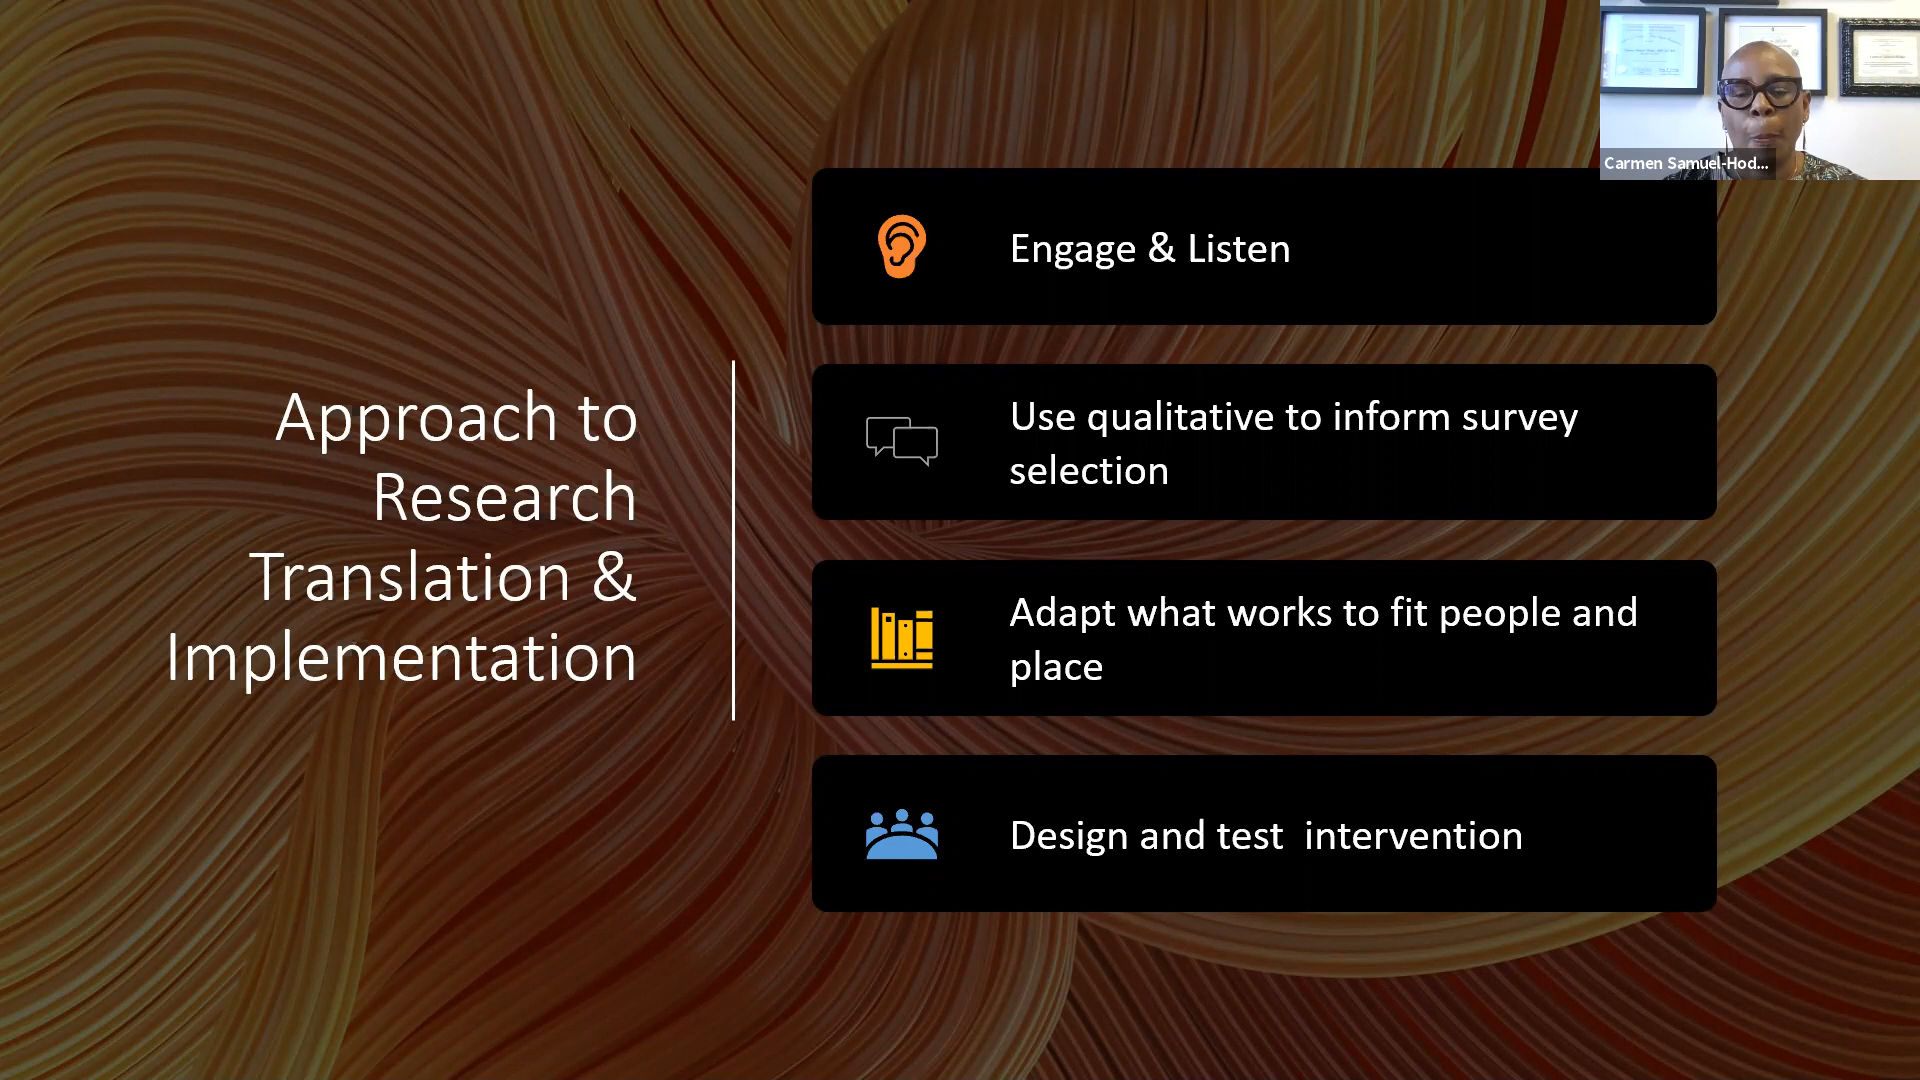 Carmen Samuel-Hod...
Approach to
Research
Translation &
Implementation
Engage & Listen
Use qualitative to inform survey
selection
Adapt what works to fit people and
place
Design and test  intervention